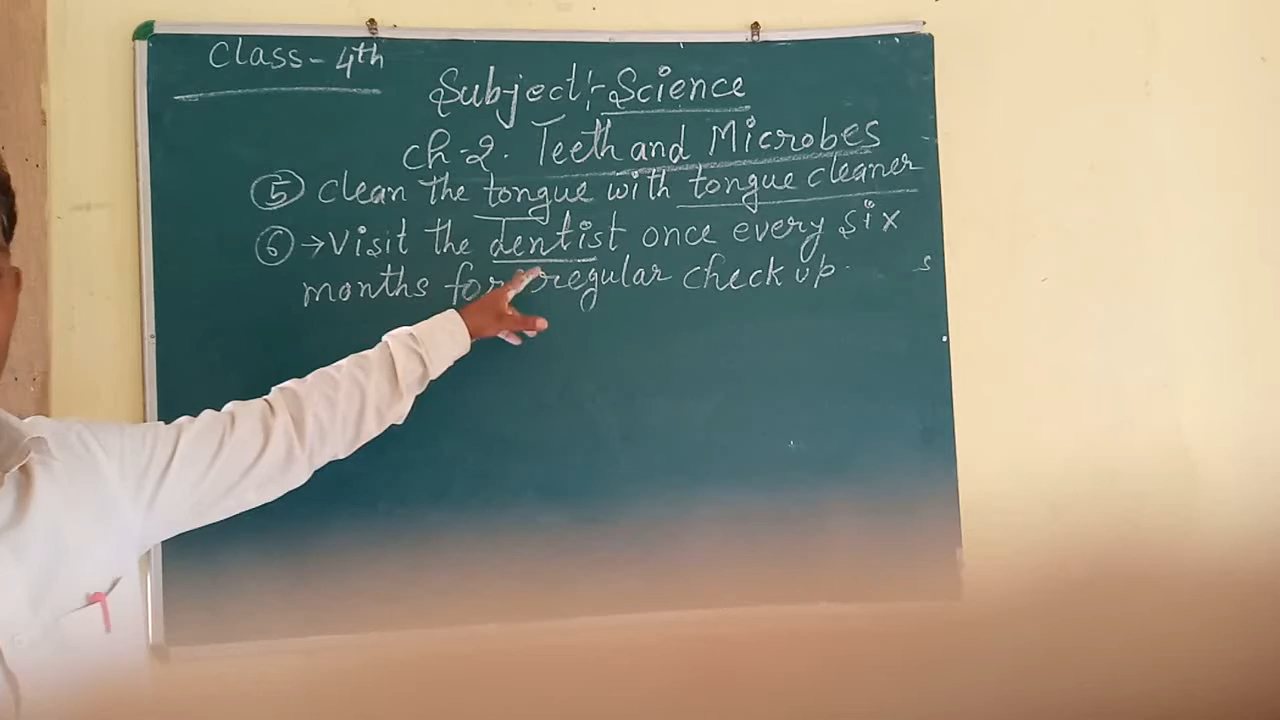 Class - 4th
Subject:- Science
Ch-2. Teeth and Microbes
⑤ Clean the tongue with tongue cleaner
⑥ → Visit the dentist once every six
months for regular check up.
s